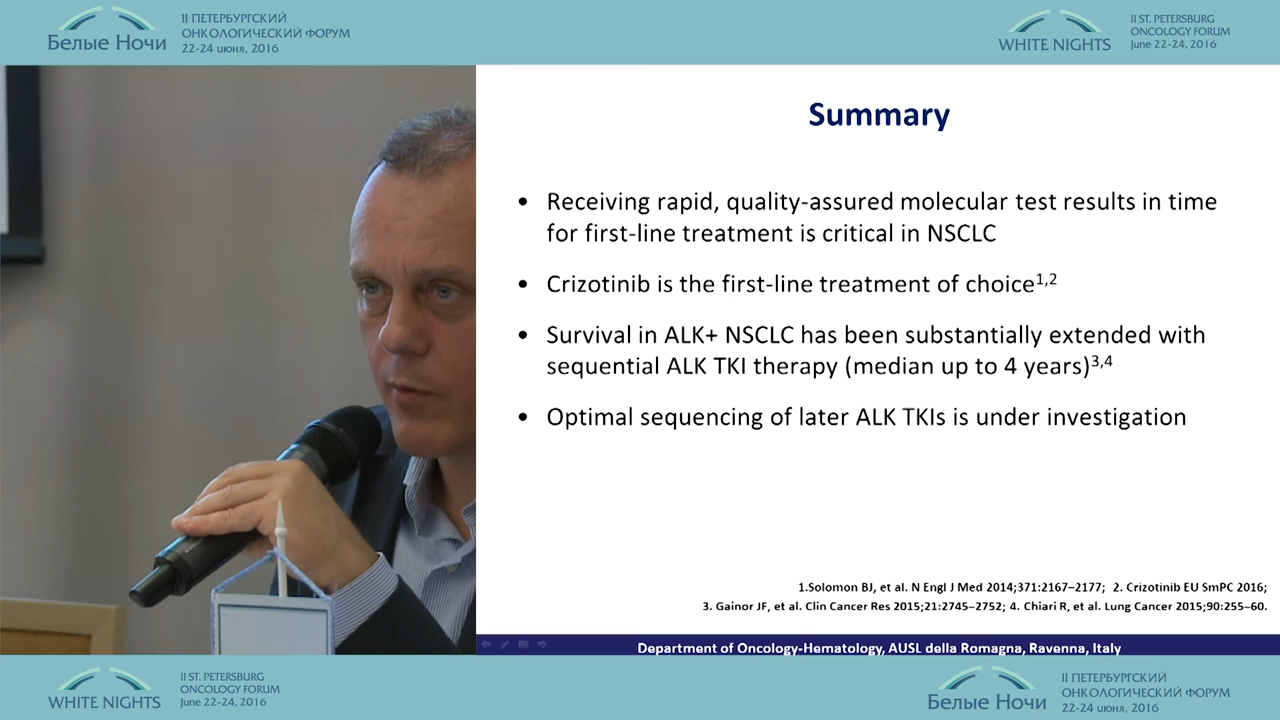 Белые Ночи
II ПЕТЕРБУРГСКИЙ
ОНКОЛОГИЧЕСКИЙ ФОРУМ
22-24 июня, 2016
WHITE NIGHTS
II ST. PETERSBURG
ONCOLOGY FORUM
June 22-24, 2016
Summary
• Receiving rapid, quality-assured molecular test results in time
for first-line treatment is critical in NSCLC
• Crizotinib is the first-line treatment of choice1,2
• Survival in ALK+ NSCLC has been substantially extended with
sequential ALK TKI therapy (median up to 4 years)3,4
• Optimal sequencing of later ALK TKIs is under investigation
1.Solomon BJ, et al. N Engl J Med 2014;371:2167–2177; 2. Crizotinib EU SmPC 2016;
3. Gainor JF, et al. Clin Cancer Res 2015;21:2745–2752; 4. Chiari R, et al. Lung Cancer 2015;90:255–60.
Department of Oncology-Hematology, AUSL della Romagna, Ravenna, Italy
WHITE NIGHTS
II ST. PETERSBURG
ONCOLOGY FORUM
June 22-24, 2016
Белые Ночи
II ПЕТЕРБУРГСКИЙ
ОНКОЛОГИЧЕСКИЙ ФОРУМ
22-24 июня, 2016